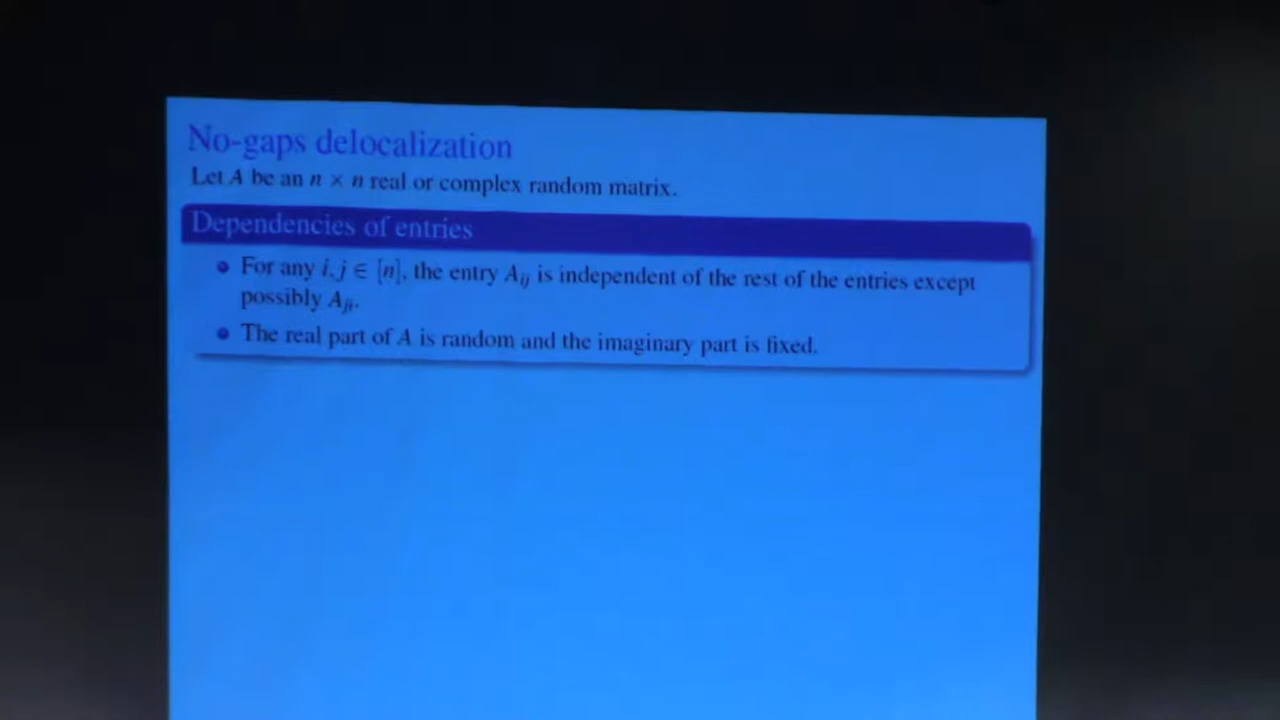 No-gaps delocalization
Let A be an n × n real or complex random matrix.
Dependencies of entries
• For any i, j ∈ [n], the entry Aij is independent of the rest of the entries except
possibly Aji.
• The real part of A is random and the imaginary part is fixed.